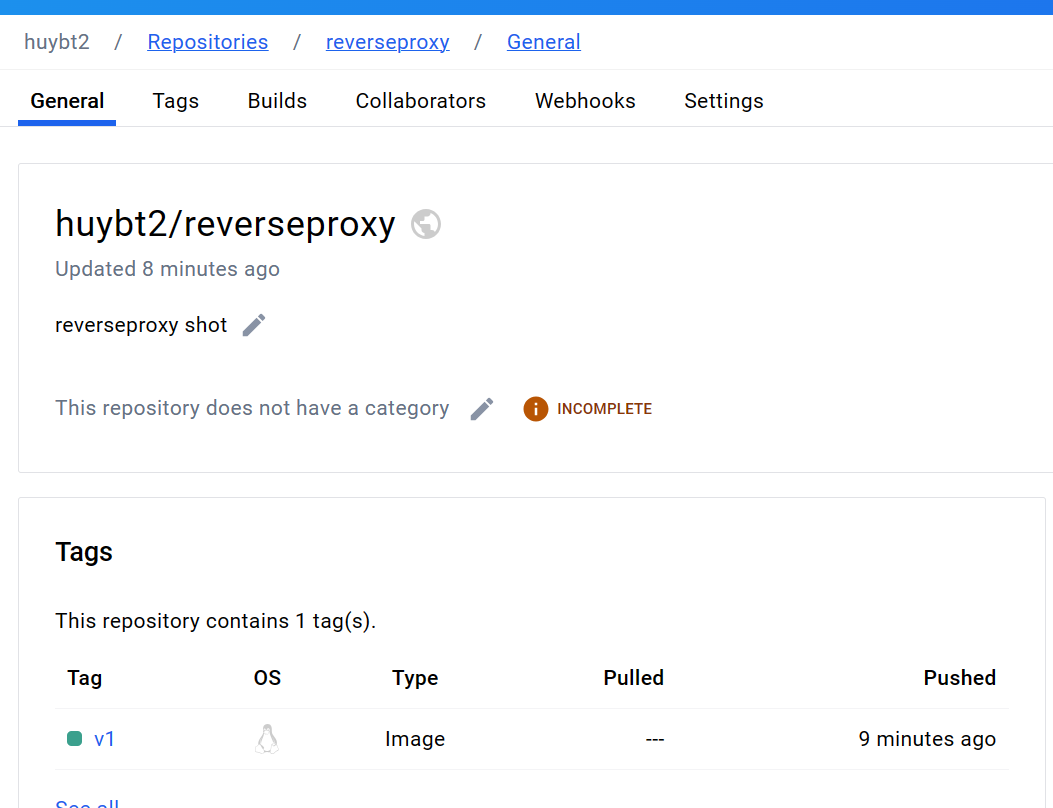 huybt2 / Repositories / reverseproxy / General
General Tags Builds Collaborators Webhooks Settings
huybt2/reverseproxy
Updated 8 minutes ago
reverseproxy shot
This repository does not have a category INCOMPLETE
Tags
This repository contains 1 tag(s).
Tag OS Type Pulled Pushed
v1 Image --- 9 minutes ago
See all